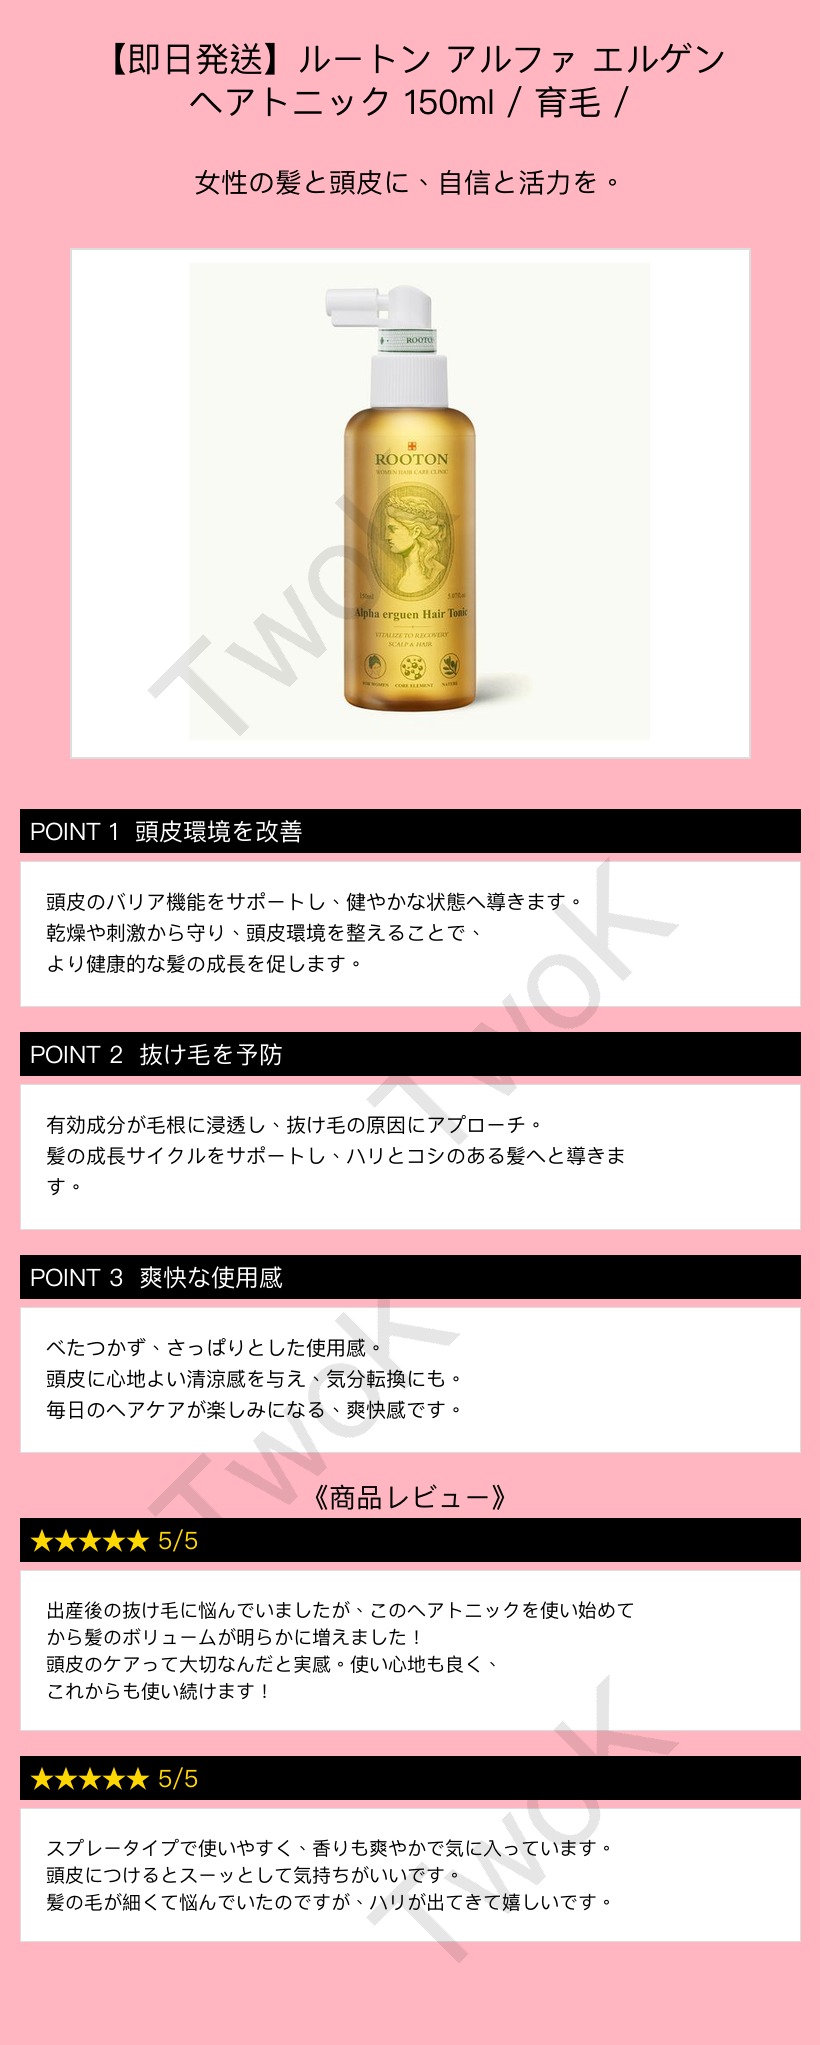 【即日発送】ルートン アルファ エルゲン
ヘアトニック 150ml / 育毛 /
女性の髪と頭皮に、自信と活力を。
ROOTON
ROOTON
WOMEN HAIR CARE CLINIC
150ml 5.07fl.oz
Alpha erguen Hair Tonic
VITALIZE TO RECOVERY
SCALP & HAIR
FOR WOMEN CORE ELEMENT NATURE
TwoK
POINT 1 頭皮環境を改善
頭皮のバリア機能をサポートし、健やかな状態へ導きます。
乾燥や刺激から守り、頭皮環境を整えることで、
より健康的な髪の成長を促します。
TwoK
POINT 2 抜け毛を予防
有効成分が毛根に浸透し、抜け毛の原因にアプローチ。
髪の成長サイクルをサポートし、ハリとコシのある髪へと導きま
す。
POINT 3 爽快な使用感
べたつかず、さっぱりとした使用感。
頭皮に心地よい清涼感を与え、気分転換にも。
毎日のヘアケアが楽しみになる、爽快感です。
TwoK
《商品レビュー》
★★★★★ 5/5
出産後の抜け毛に悩んでいましたが、このヘアトニックを使い始めて
から髪のボリュームが明らかに増えました！
頭皮のケアって大切なんだと実感。使い心地も良く、
これからも使い続けます！
★★★★★ 5/5
スプレータイプで使いやすく、香りも爽やかで気に入っています。
頭皮につけるとスーッとして気持ちがいいです。
髪の毛が細くて悩んでいたのですが、ハリが出てきて嬉しいです。
TwoK